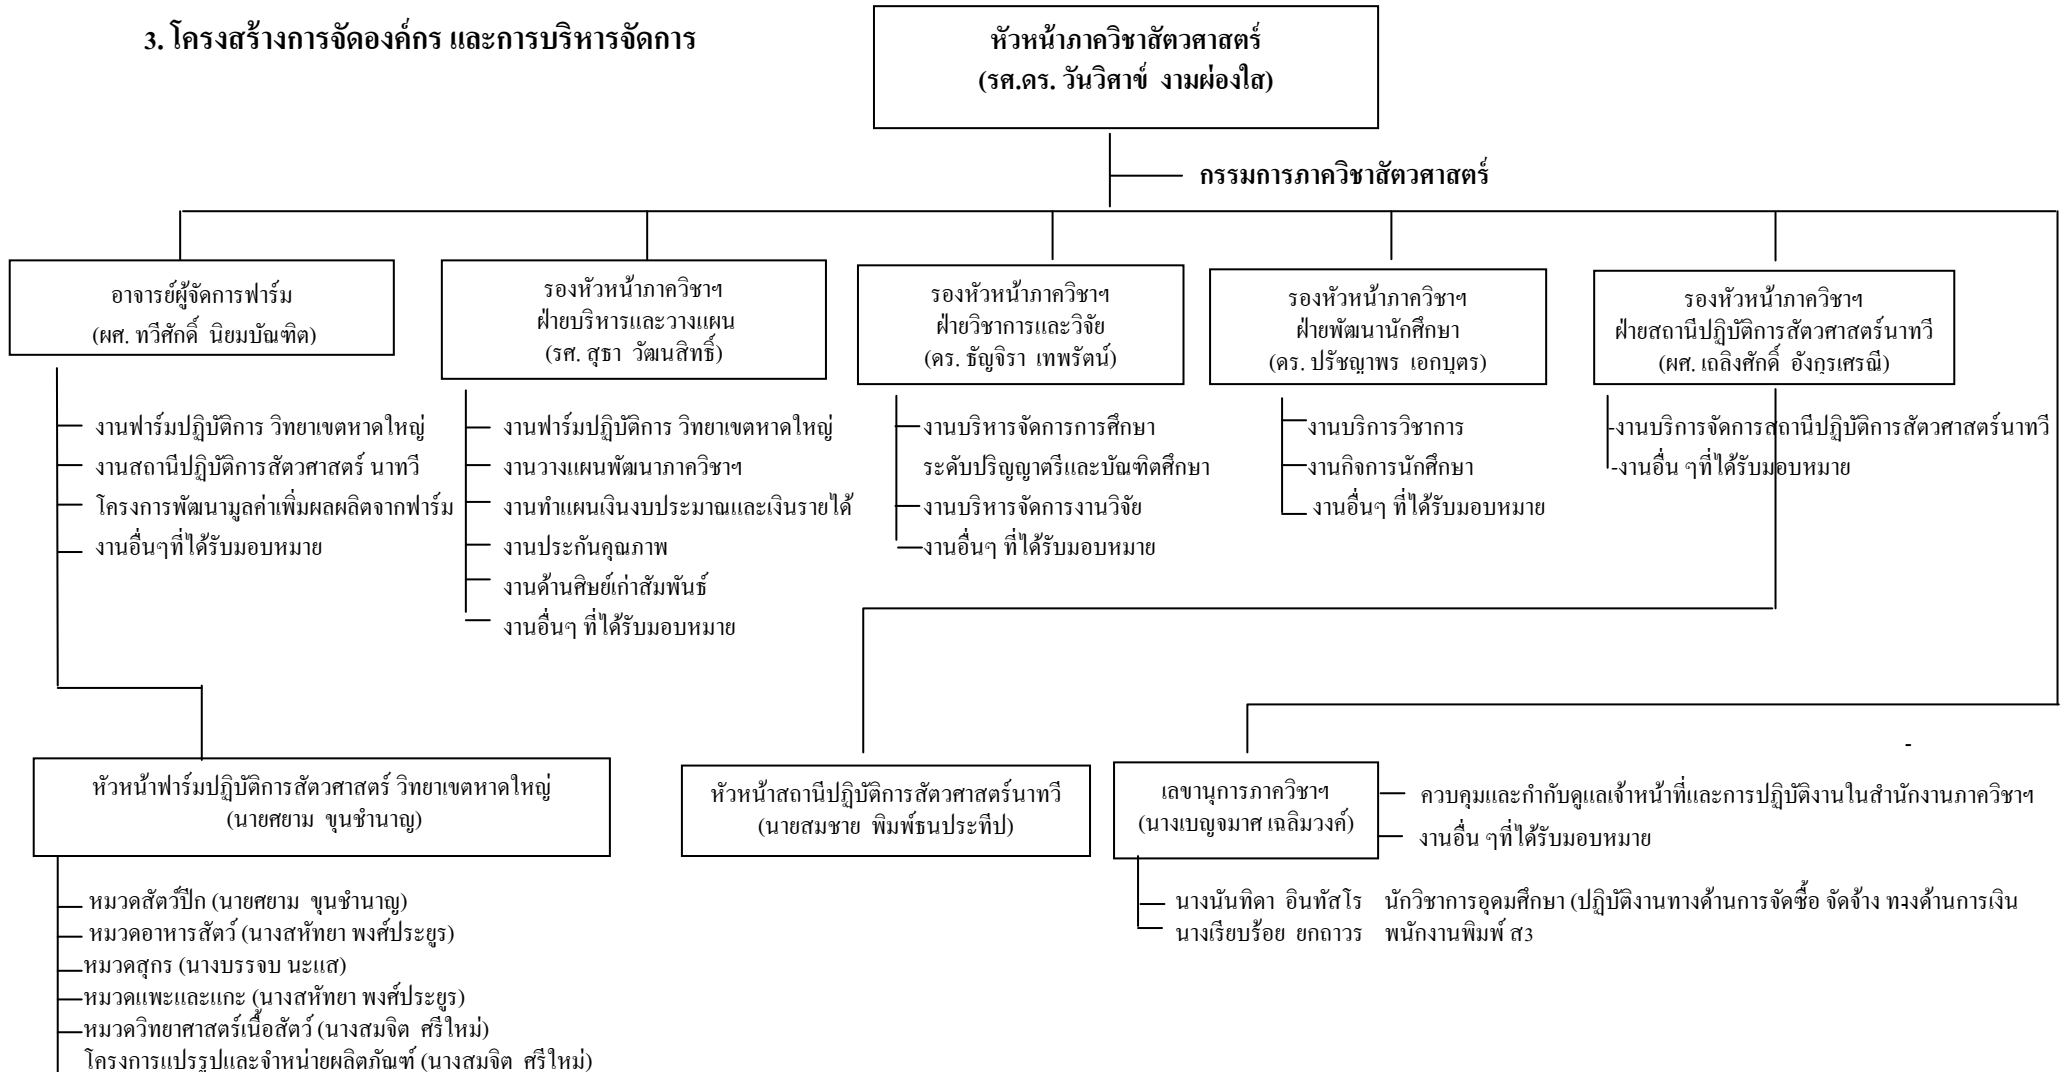 3. โครงสร้างการจัดองค์กร และการบริหารจัดการ
หัวหน้าภาควิชาสัตวศาสตร์
(รศ.ดร. วันวิศาข์ งามผ่องใส)
กรรมการภาควิชาสัตวศาสตร์
อาจารย์ผู้จัดการฟาร์ม
(ผศ. ทวีศักดิ์ นิยมบัณฑิต)
งานฟาร์มปฏิบัติการ วิทยาเขตหาดใหญ่
งานสถานีปฏิบัติการสัตวศาสตร์ นาทวี
โครงการพัฒนามูลค่าเพิ่มผลผลิตจากฟาร์ม
งานอื่นๆที่ได้รับมอบหมาย
รองหัวหน้าภาควิชาฯ
ฝ่ายบริหารและวางแผน
(รศ. สุธา วัฒนสิทธิ์)
งานฟาร์มปฏิบัติการ วิทยาเขตหาดใหญ่
งานวางแผนพัฒนาภาควิชาฯ
งานทำแผนเงินงบประมาณและเงินรายได้
งานประกันคุณภาพ
งานด้านศิษย์เก่าสัมพันธ์
งานอื่นๆ ที่ได้รับมอบหมาย
รองหัวหน้าภาควิชาฯ
ฝ่ายวิชาการและวิจัย
(ดร. ธัญจิรา เทพรัตน์)
งานบริหารจัดการการศึกษา
ระดับปริญญาตรีและบัณฑิตศึกษา
งานบริหารจัดการงานวิจัย
งานอื่นๆ ที่ได้รับมอบหมาย
รองหัวหน้าภาควิชาฯ
ฝ่ายพัฒนานักศึกษา
(ดร. ปรัชญาพร เอกบุตร)
งานบริการวิชาการ
งานกิจการนักศึกษา
งานอื่นๆ ที่ได้รับมอบหมาย
รองหัวหน้าภาควิชาฯ
ฝ่ายสถานีปฏิบัติการสัตวศาสตร์นาทวี
(ผศ. เถลิงศักดิ์ อังกุรเศรณี)
-งานบริการจัดการสถานีปฏิบัติการสัตวศาสตร์นาทวี
-งานอื่น ๆที่ได้รับมอบหมาย
หัวหน้าฟาร์มปฏิบัติการสัตวศาสตร์ วิทยาเขตหาดใหญ่
(นายศยาม ขุนชำนาญ)
หมวดสัตว์ปีก (นายศยาม ขุนชำนาญ)
หมวดอาหารสัตว์ (นางสหัทยา พงศ์ประยูร)
หมวดสุกร (นางบรรจบ นะแส)
หมวดแพะและแกะ (นางสหัทยา พงศ์ประยูร)
หมวดวิทยาศาสตร์เนื้อสัตว์ (นางสมจิต ศรีใหม่)
โครงการแปรรูปและจำหน่ายผลิตภัณฑ์ (นางสมจิต ศรีใหม่)
หัวหน้าสถานีปฏิบัติการสัตวศาสตร์นาทวี
(นายสมชาย พิมพ์ธนประทีป)
-
เลขานุการภาควิชาฯ
(นางเบญจมาศ เฉลิมวงค์)
ควบคุมและกำกับดูแลเจ้าหน้าที่และการปฏิบัติงานในสำนักงานภาควิชาฯ
งานอื่น ๆที่ได้รับมอบหมาย
นางนันทิดา อินทัสโร นักวิชาการอุดมศึกษา (ปฏิบัติงานทางด้านการจัดซื้อ จัดจ้าง ทางด้านการเงิน
นางเรียบร้อย ยกถาวร พนักงานพิมพ์ ส3